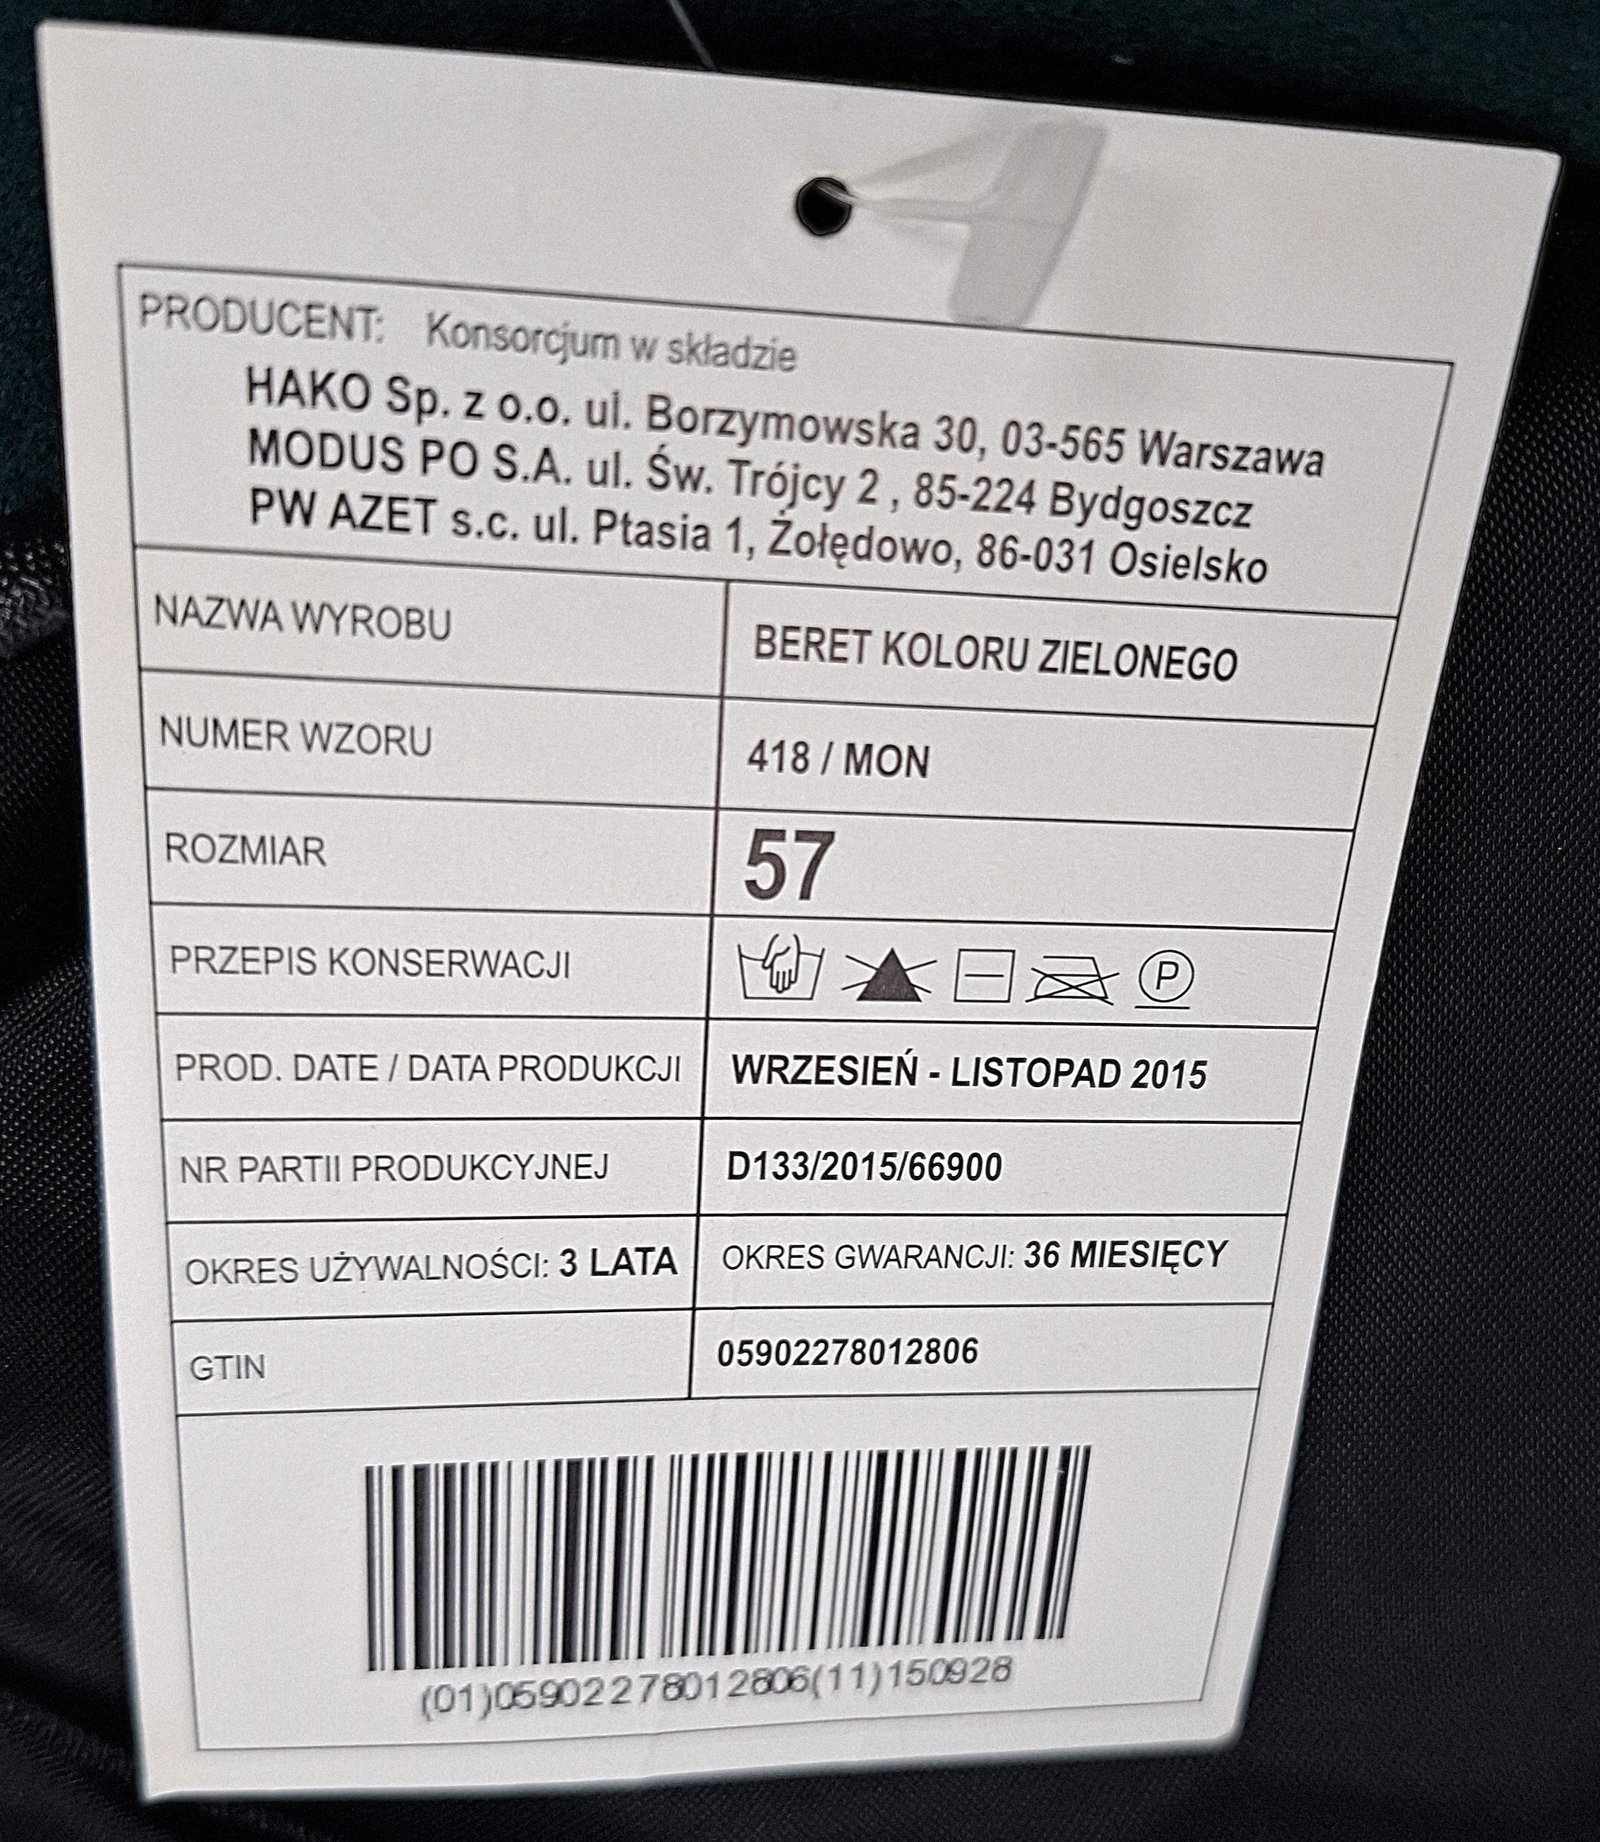 PRODUCENT: Konsorcjum w składzie
HAKO Sp. z o.o. ul. Borzymowska 30, 03-565 Warszawa
MODUS PO S.A. ul. Św. Trójcy 2 , 85-224 Bydgoszcz
PW AZET s.c. ul. Ptasia 1, Żołędowo, 86-031 Osielsko
NAZWA WYROBU BERET KOLORU ZIELONEGO
NUMER WZORU 418 / MON
ROZMIAR 57
PRZEPIS KONSERWACJI P
PROD. DATE / DATA PRODUKCJI WRZESIEŃ - LISTOPAD 2015
NR PARTII PRODUKCYJNEJ D133/2015/66900
OKRES UŻYWALNOŚCI: 3 LATA OKRES GWARANCJI: 36 MIESIĘCY
GTIN 05902278012806
(01)05902278012806(11)150928